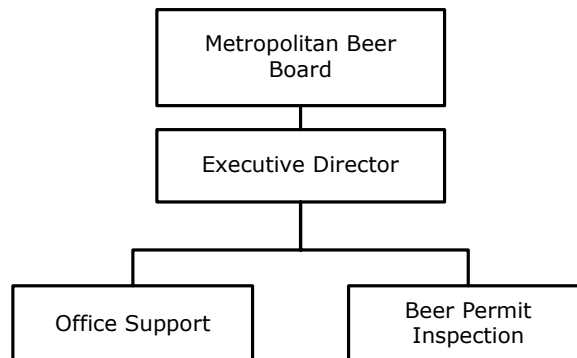 Metropolitan Beer
Board
Executive Director
Office Support
Beer Permit
Inspection